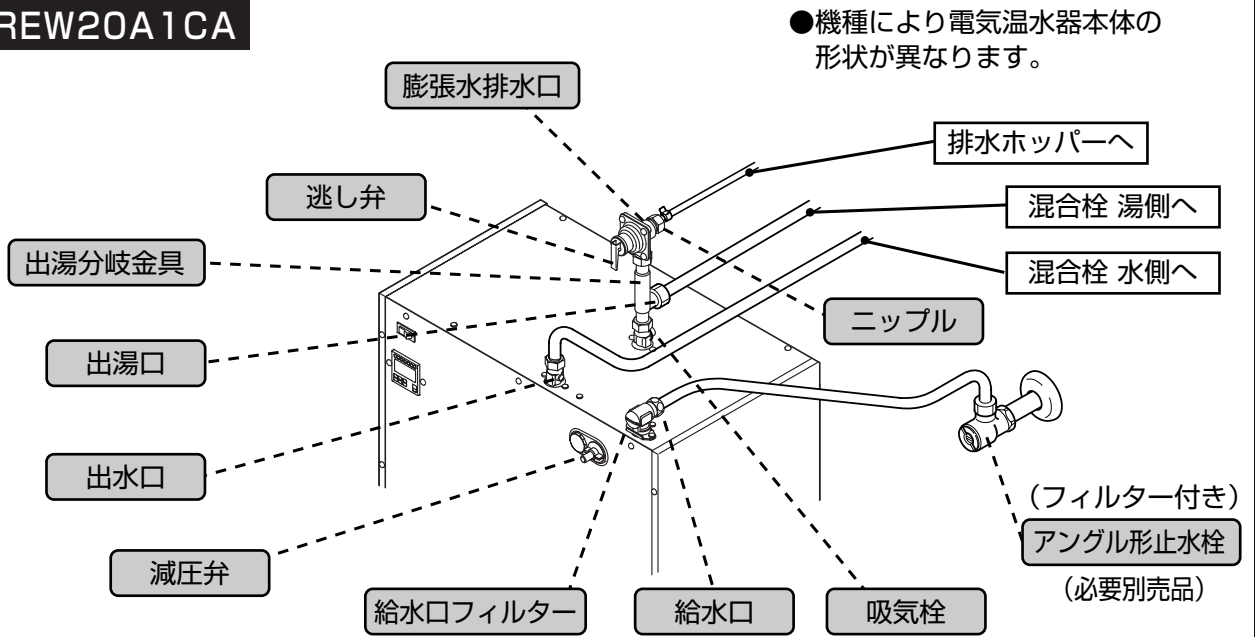 REW20A1CA
●機種により電気温水器本体の
形状が異なります。
膨張水排水口
排水ホッパーへ
逃し弁
混合栓 湯側へ
出湯分岐金具
混合栓 水側へ
ニップル
出湯口
出水口
(フィルター付き)
アングル形止水栓
(必要別売品)
減圧弁
給水口フィルター
給水口
吸気栓